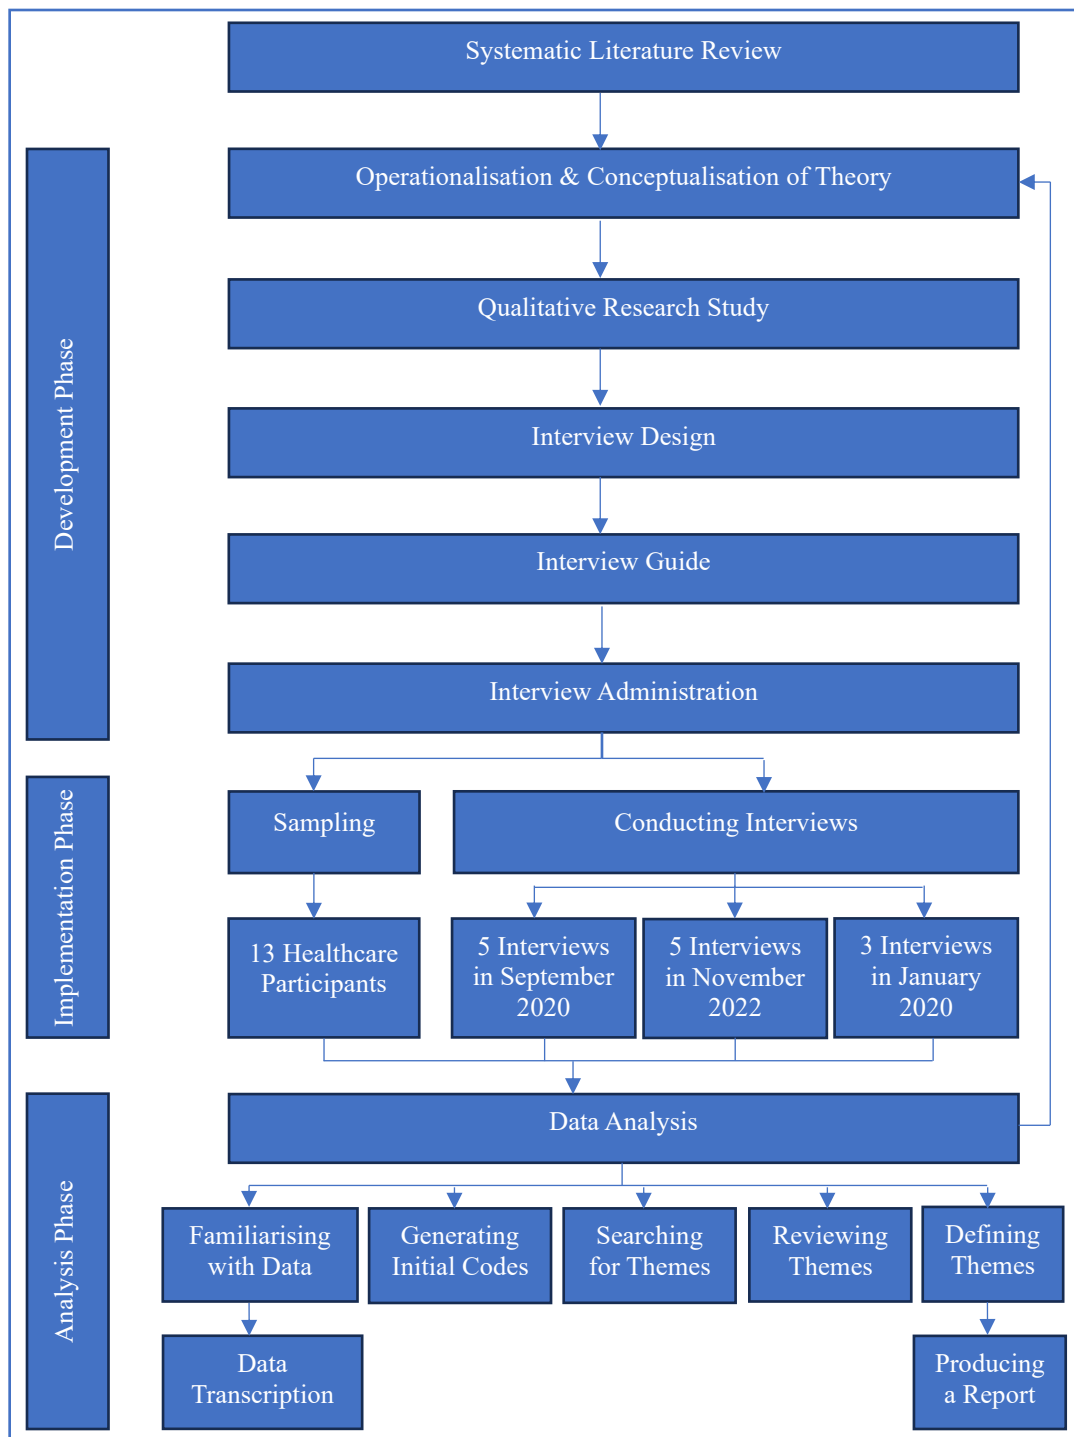 Systematic Literature Review
Development Phase
Operationalisation & Conceptualisation of Theory
Qualitative Research Study
Interview Design
Interview Guide
Interview Administration
Implementation Phase
Sampling
Conducting Interviews
13 Healthcare
Participants
5 Interviews
in September
2020
5 Interviews
in November
2022
3 Interviews
in January
2020
Analysis Phase
Data Analysis
Familiarising
with Data
Generating
Initial Codes
Searching
for Themes
Reviewing
Themes
Defining
Themes
Data
Transcription
Producing
a Report